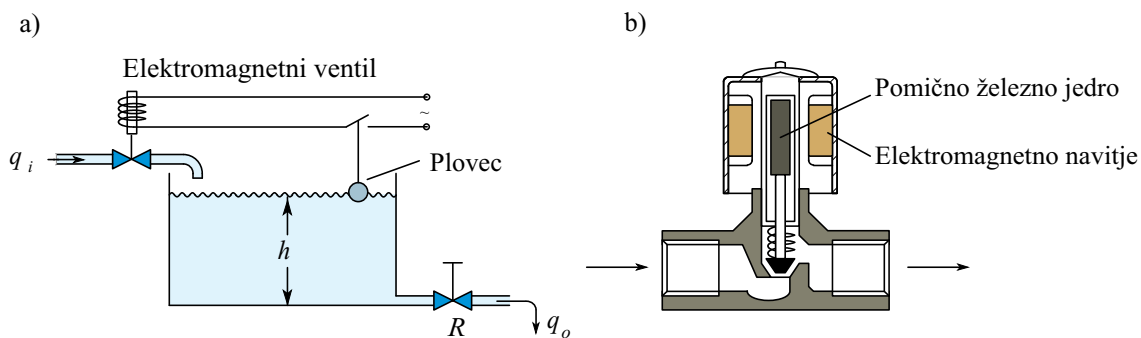 a)
Elektromagnetni ventil
~
q i
Plovec
h
R
q o
b)
Pomično železno jedro
Elektromagnetno navitje